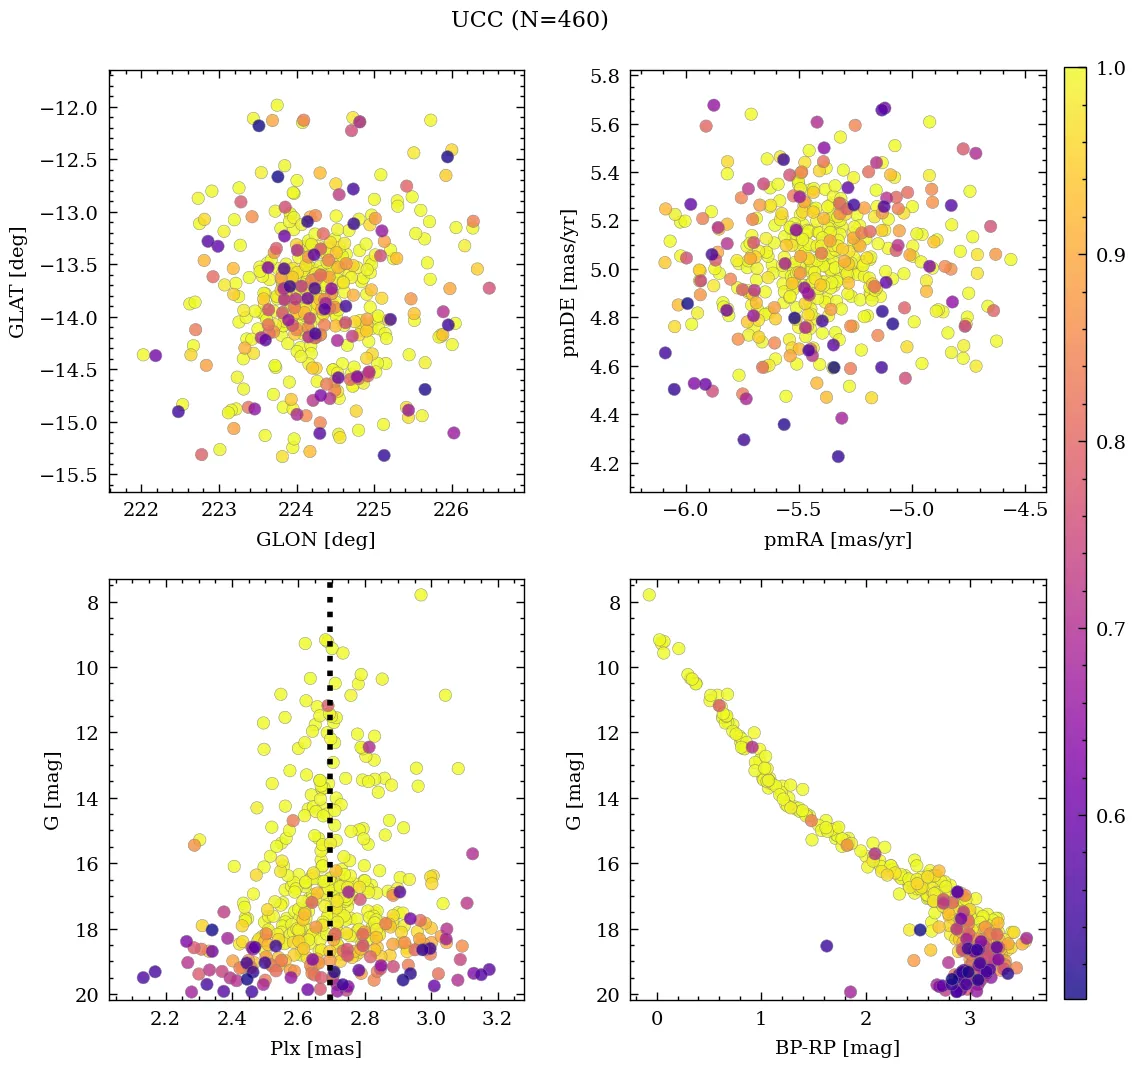 UCC (N=460)
−12.0
−12.5
−13.0
−13.5
−14.0
−14.5
−15.0
−15.5
GLAT [deg]
222 223 224 225 226
GLON [deg]
5.8
5.6
5.4
5.2
5.0
4.8
4.6
4.4
4.2
pmDE [mas/yr]
−6.0 −5.5 −5.0 −4.5
pmRA [mas/yr]
8
10
12
14
16
18
20
G [mag]
2.2 2.4 2.6 2.8 3.0 3.2
Plx [mas]
8
10
12
14
16
18
20
G [mag]
0 1 2 3
BP-RP [mag]
1.0
0.9
0.8
0.7
0.6